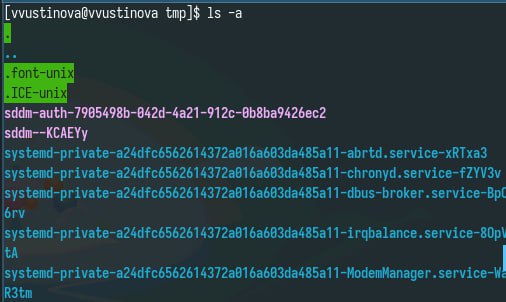 [vvustinova@vvustinova tmp]$ ls -a
.
..
.font-unix
.ICE-unix
sddm-auth-7905498b-042d-4a21-912c-0b8ba9426ec2
sddm--KCAEYy
systemd-private-a24dfc6562614372a016a603da485a11-abrtd.service-xRTxa3
systemd-private-a24dfc6562614372a016a603da485a11-chronyd.service-fZYV3v
systemd-private-a24dfc6562614372a016a603da485a11-dbus-broker.service-BpC
6rv
systemd-private-a24dfc6562614372a016a603da485a11-irqbalance.service-8OpV
tA
systemd-private-a24dfc6562614372a016a603da485a11-ModemManager.service-Wa
R3tm